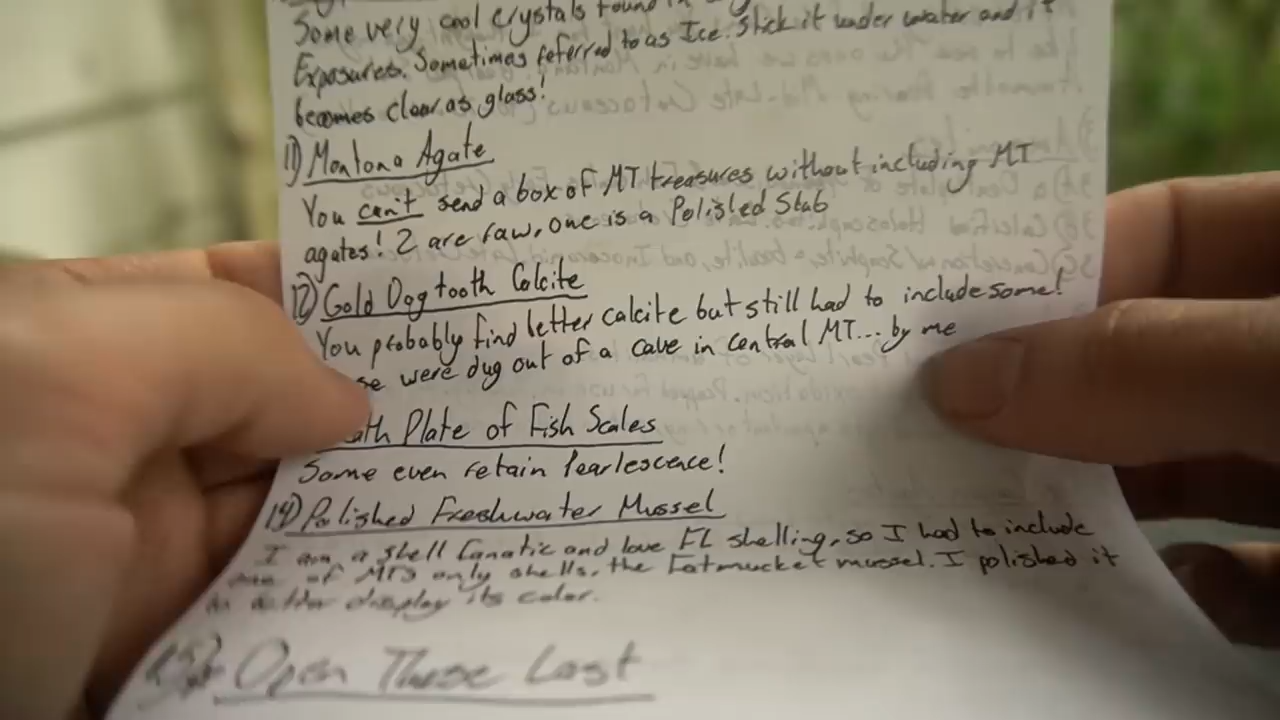 Some very cool crystals found in
Exposures. Sometimes referred to as Ice. Stick it under water and it
becomes clear as glass!
11) Montana Agate
You can't send a box of MT treasures without including MT
agates! 2 are raw, one is a Polished Slab
12) Gold Dogtooth Calcite
You probably find better calcite but still had to include some!
se were dug out of a cave in central MT... by me
ath Plate of Fish Scales
Some even retain Pearlescence!
14) Polished Freshwater Mussel
I am a shell fanatic and love FL shelling, so I had to include
one of MTs only shells, the Fatmucket mussel. I polished it
display its color.
15) Open These Last